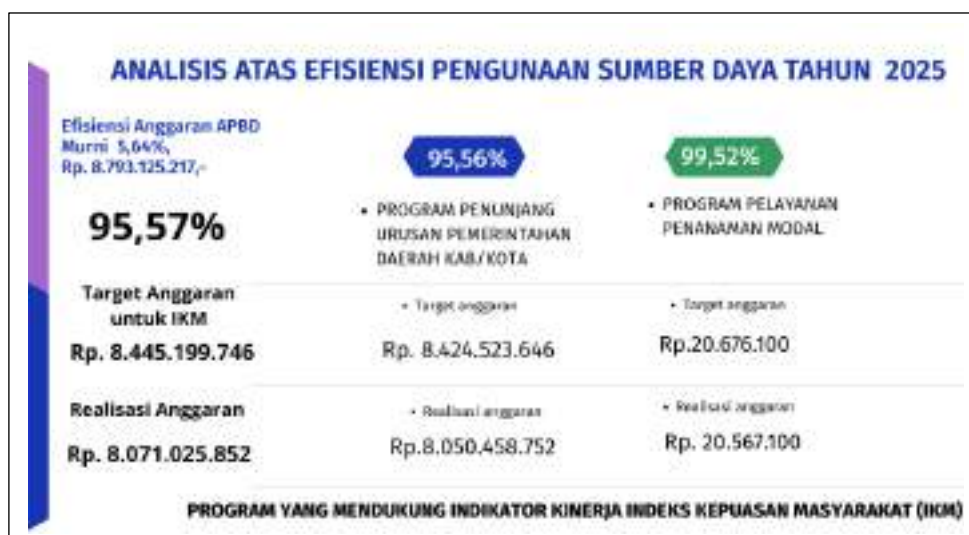 ANALISIS ATAS EFISIENSI PENGUNAAN SUMBER DAYA TAHUN 2025
Efisiensi Anggaran APBD
Murni 5,64%,
Rp. 8.793.125.217,-
95,57%
95,56%
99,52%
• PROGRAM PENUNJANG
URUSAN PEMERINTAHAN
DAERAH KAB/KOTA
• PROGRAM PELAYANAN
PENANAMAN MODAL
Target Anggaran
untuk IKM
Rp. 8.445.199.746
• Target anggaran
Rp. 8.424.523.646
• Target anggaran
Rp.20.676.100
Realisasi Anggaran
Rp. 8.071.025.852
• Realisasi anggaran
Rp.8.050.458.752
• Realisasi anggaran
Rp. 20.567.100
PROGRAM YANG MENDUKUNG INDIKATOR KINERJA INDEKS KEPUASAN MASYARAKAT (IKM)